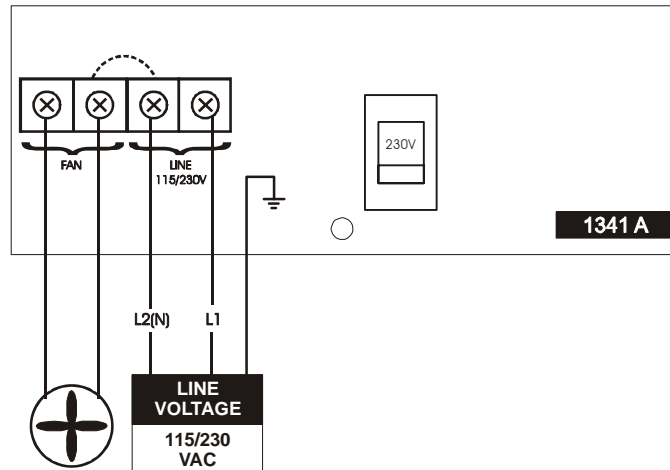 230V
FAN
LINE
115/230V
1341 A
L2(N)
L1
LINE
VOLTAGE
115/230
VAC